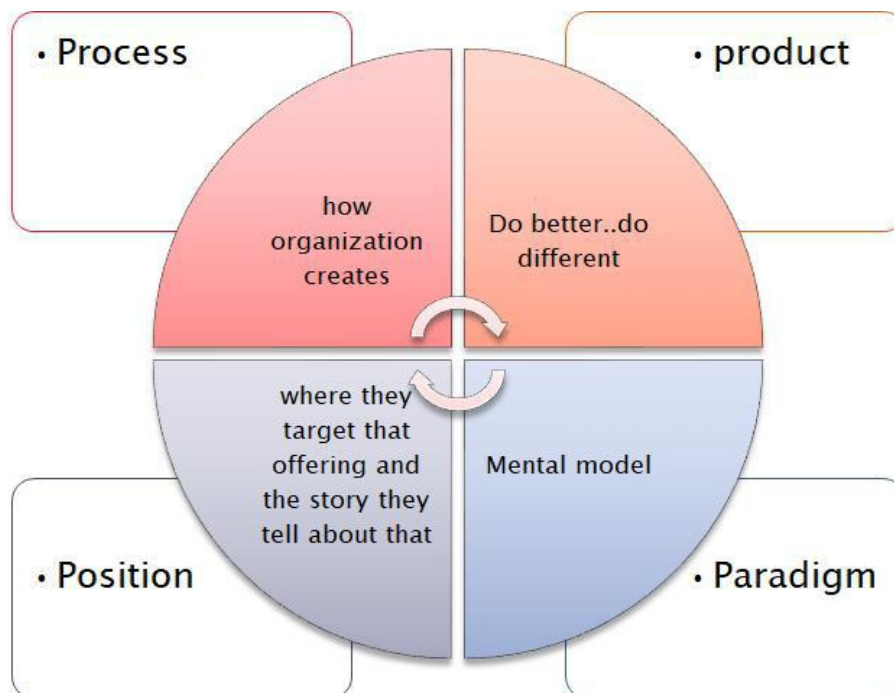 • Process
• product
how
organization
creates
Do better..do
different
where they
target that
offering and
the story they
tell about that
Mental model
• Position
• Paradigm